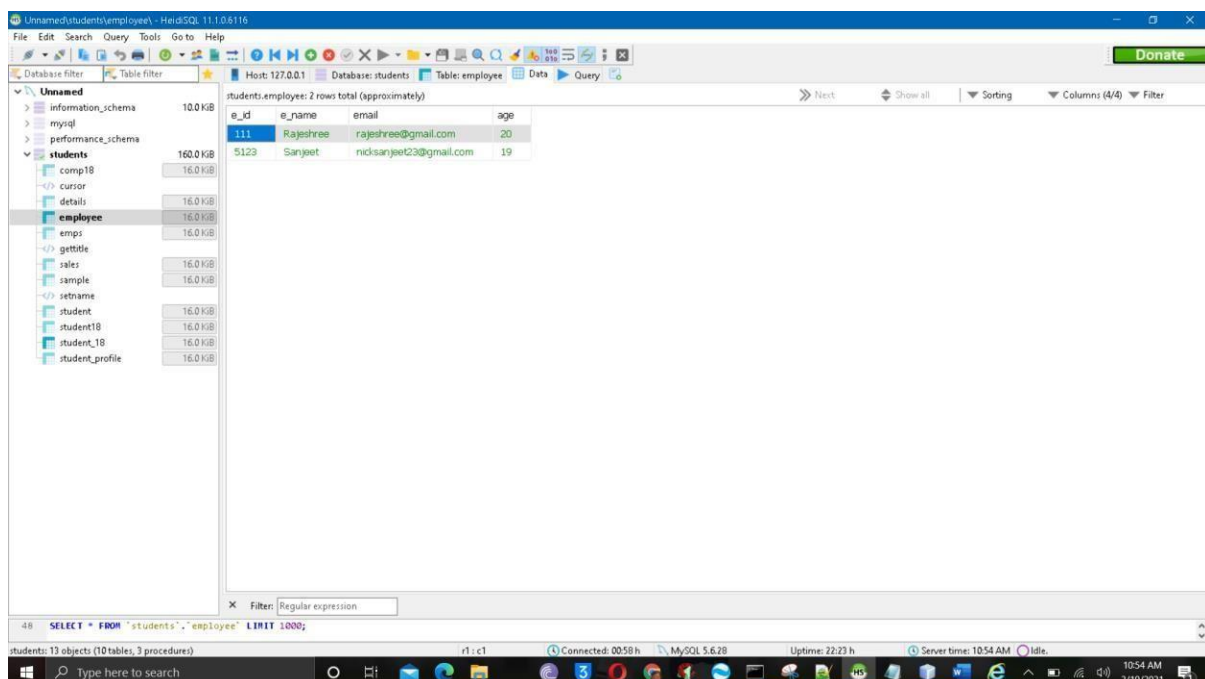 Unnamed\students\employee\ - HeidiSQL 11.1.0.6116
File Edit Search Query Tools Go to Help
Donate
Database filter Table filter
Host: 127.0.0.1 Database: students Table: employee Data Query
Unnamed
information_schema 10.0 KiB
mysql
performance_schema
students 160.0 KiB
comp18 16.0 KiB
cursor
details 16.0 KiB
employee 16.0 KiB
emps 16.0 KiB
gettitle
sales 16.0 KiB
sample 16.0 KiB
setname
student 16.0 KiB
student18 16.0 KiB
student_18 16.0 KiB
student_profile 16.0 KiB
students.employee: 2 rows total (approximately)
Next Show all Sorting Columns (4/4) Filter
e_id e_name email age
111 Rajeshree rajeshree@gmail.com 20
5123 Sanjeet nicksanjeet23@gmail.com 19
Filter: Regular expression
48 SELECT * FROM `students`.`employee` LIMIT 1000;
students: 13 objects (10 tables, 3 procedures) r1 : c1 Connected: 00:58 h MySQL 5.6.28 Uptime: 22:23 h Server time: 10:54 AM Idle.
Type here to search
10:54 AM